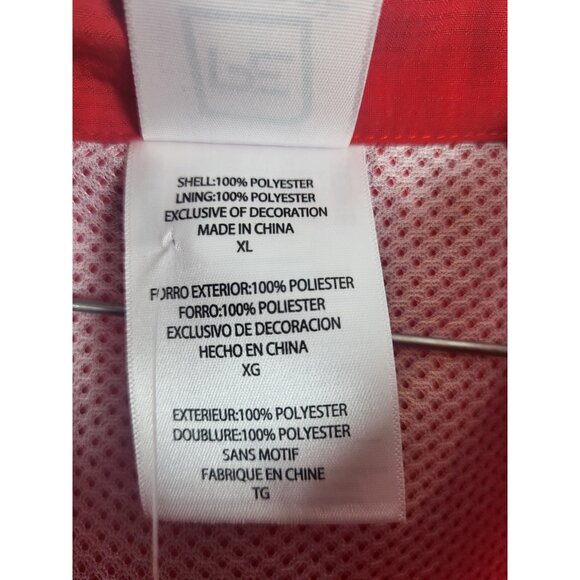 SHELL:100% POLYESTER
LNING:100% POLYESTER
EXCLUSIVE OF DECORATION
MADE IN CHINA
XL
FORRO EXTERIOR:100% POLIESTER
FORRO:100% POLIESTER
EXCLUSIVO DE DECORACION
HECHO EN CHINA
XG
EXTERIEUR:100% POLYESTER
DOUBLURE:100% POLYESTER
SANS MOTIF
FABRIQUE EN CHINE
TG